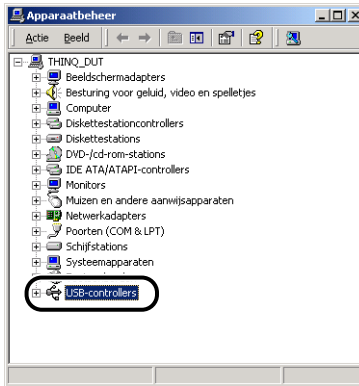 Apparaatbeheer
Actie Beeld
THINQ_DUT
Beeldschermadapters
Besturing voor geluid, video en spelletjes
Computer
Diskettestationcontrollers
Diskettestations
DVD-/cd-rom-stations
IDE ATA/ATAPI-controllers
Monitors
Muizen en andere aanwijsapparaten
Netwerkadapters
Poorten (COM & LPT)
Schijfstations
Systeemapparaten
USB-controllers